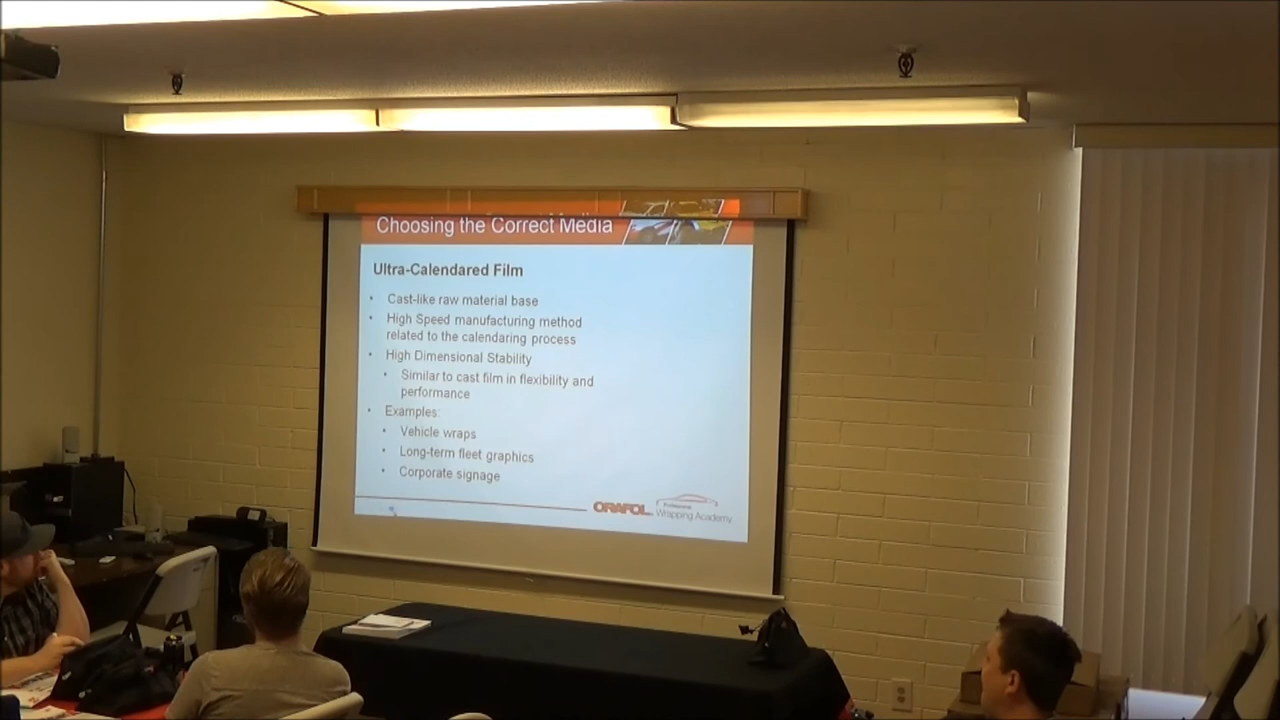 Choosing the Correct Media
Ultra-Calendared Film
• Cast-like raw material base
• High Speed manufacturing method
related to the calendaring process
• High Dimensional Stability
• Similar to cast film in flexibility and
performance
• Examples:
• Vehicle wraps
• Long-term fleet graphics
• Corporate signage
ORAFOL
Professional
Wrapping Academy